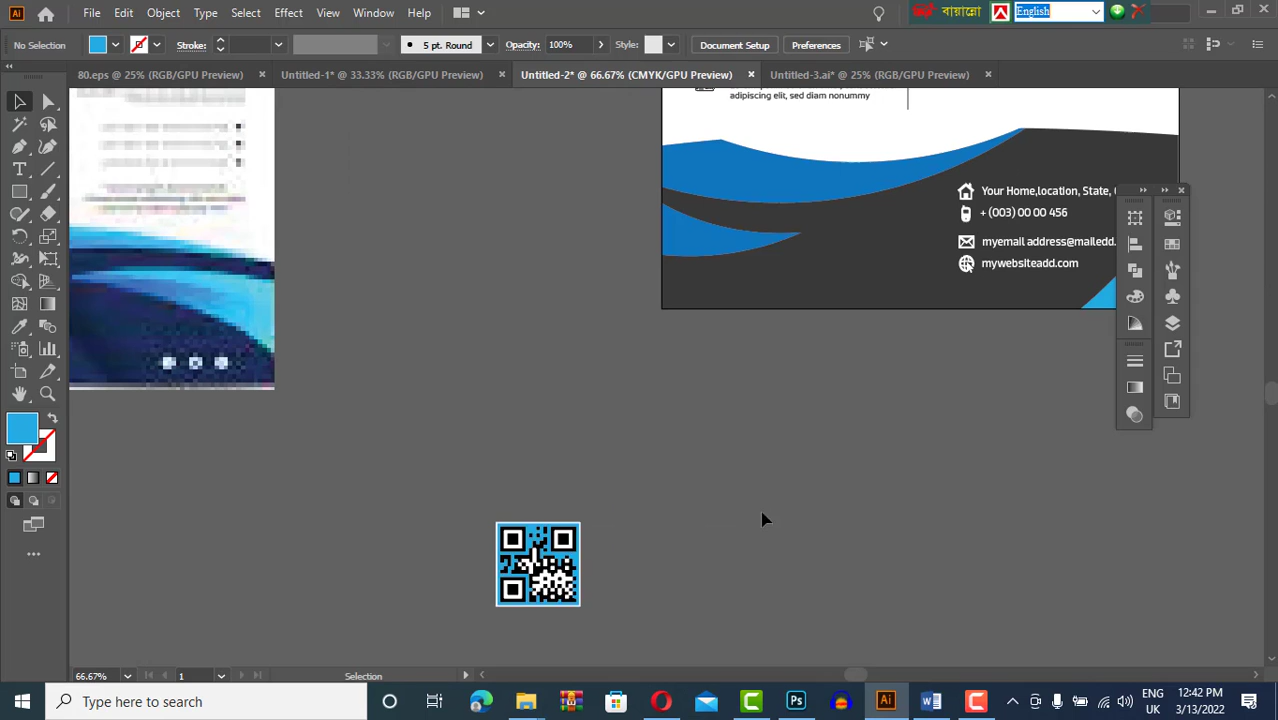 File Edit Object Type Select Effect View Window Help
বায়ান্নো
English
No Selection
Stroke:
5 pt. Round
Opacity: 100%
Style:
Document Setup
Preferences
80.eps @ 25% (RGB/GPU Preview)
Untitled-1* @ 33.33% (RGB/GPU Preview)
Untitled-2* @ 66.67% (CMYK/GPU Preview)
Untitled-3.ai* @ 25% (RGB/GPU Preview)
adipiscing elit, sed diam nonummy
Your Home,location, State,
+ (003) 00 00 456
myemail address@mailedd.
mywebsiteadd.com
66.67%
1
Selection
Type here to search
ENG
UK
12:42 PM
3/13/2022